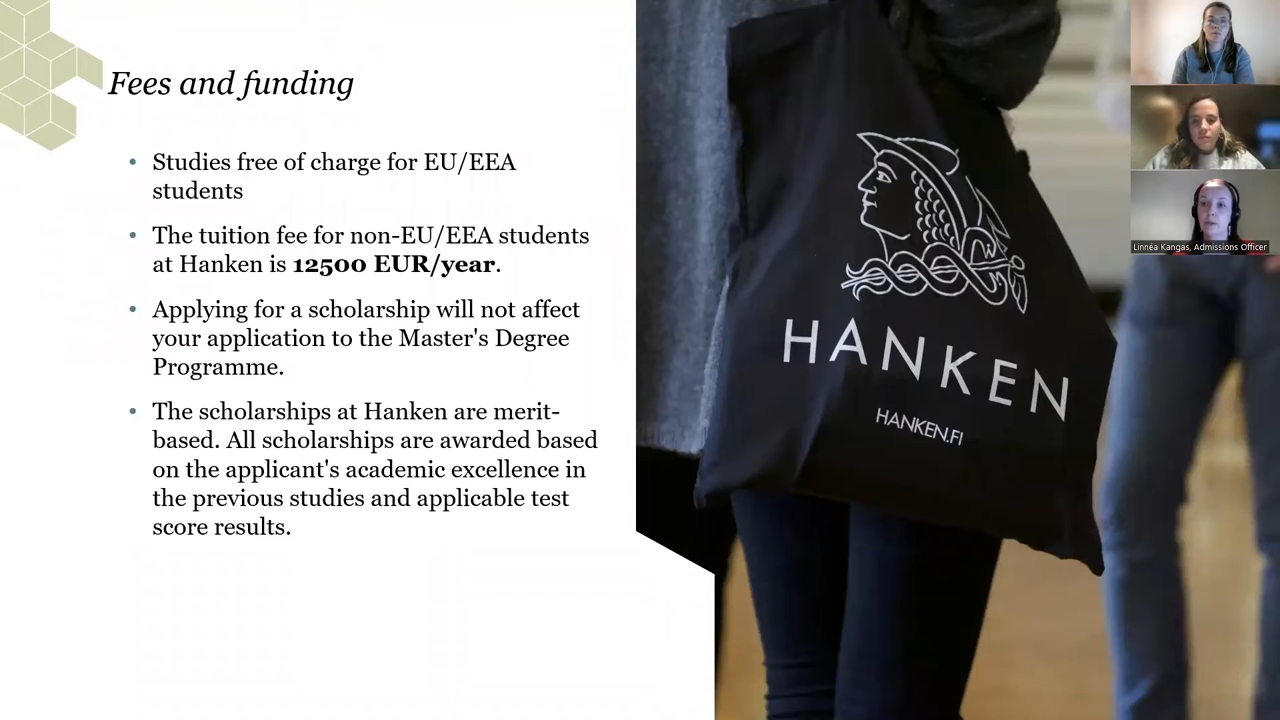 Fees and funding
Studies free of charge for EU/EEA
students
The tuition fee for non-EU/EEA students
at Hanken is 12500 EUR/year.
Applying for a scholarship will not affect
your application to the Master's Degree
Programme.
The scholarships at Hanken are merit-
based. All scholarships are awarded based
on the applicant's academic excellence in
the previous studies and applicable test
score results.
HANKEN
HANKEN.FI
Linnéa Kangas, Admissions Officer